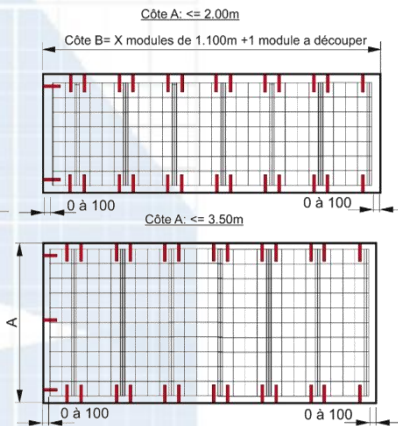 Côte A: <= 2.00m
Côte B= X modules de 1.100m +1 module a découper
0 à 100
0 à 100
Côte A: <= 3.50m
A
0 à 100
0 à 100